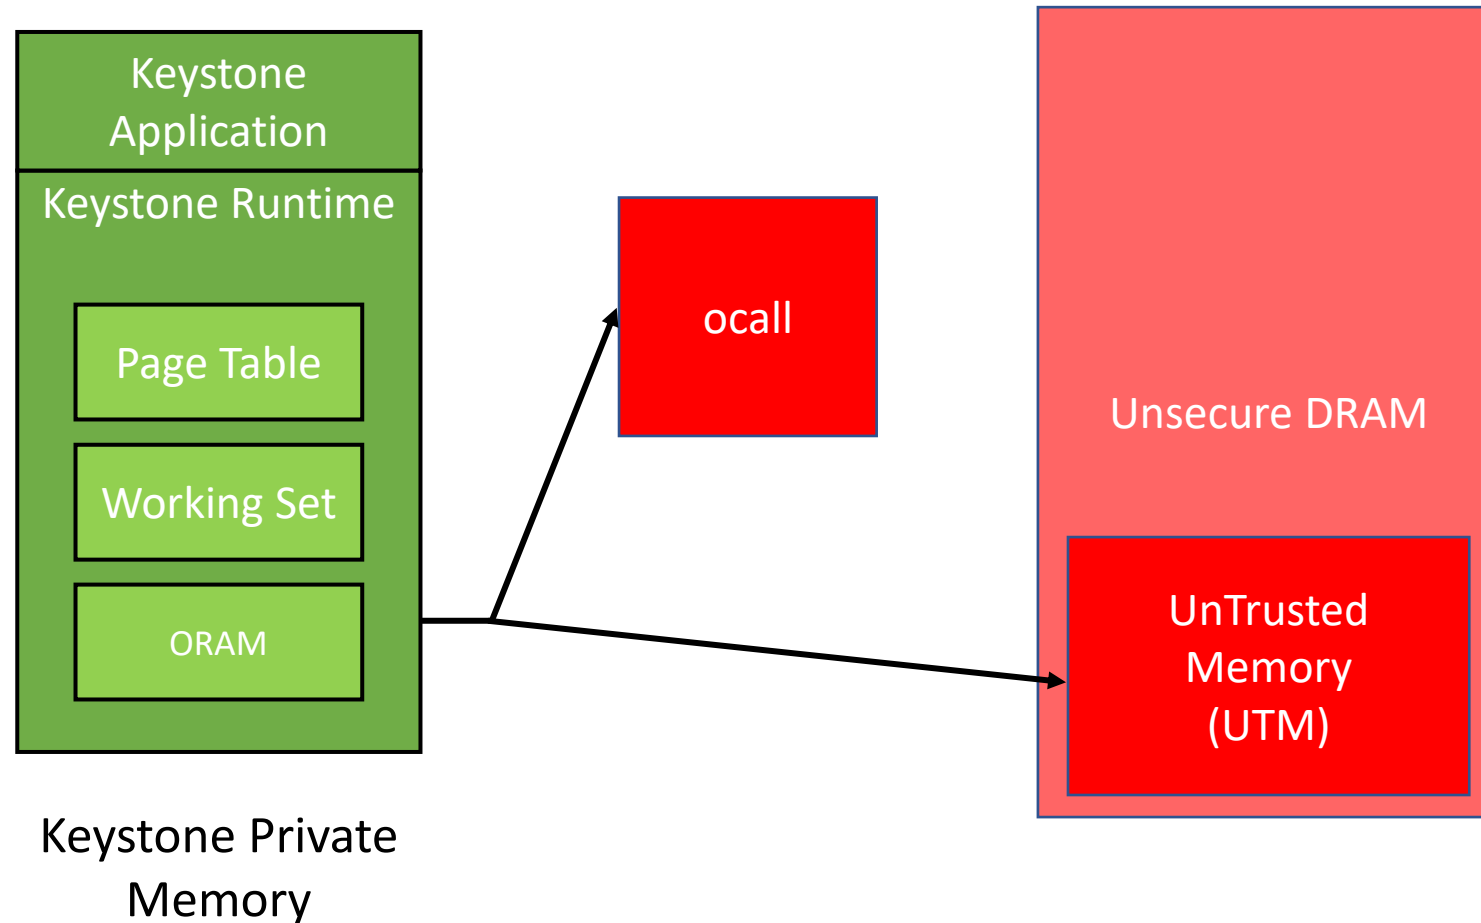 Keystone
Application
Keystone Runtime
Page Table
Working Set
ORAM
Keystone Private
Memory
ocall
Unsecure DRAM
UnTrusted
Memory
(UTM)